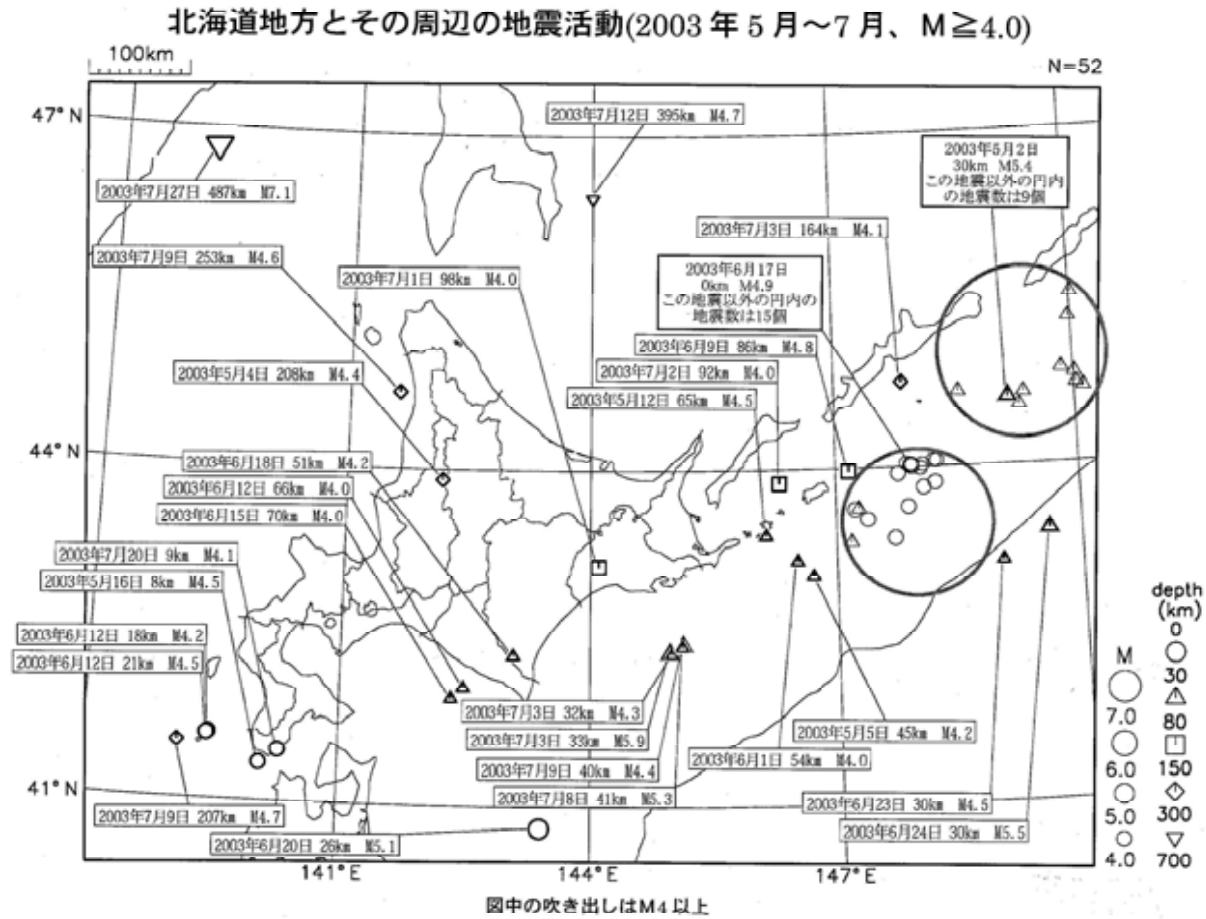 北海道地方とその周辺の地震活動(2003年5月～7月、M≧4.0)
100km
N=52
47°N
2003年7月12日 395km M4.7
2003年5月2日
30km M5.4
この地震以外の円内
の地震数は9個
2003年7月27日 487km M7.1
2003年7月3日 164km M4.1
2003年7月9日 253km M4.6
2003年7月1日 98km M4.0
2003年6月17日
0km M4.9
この地震以外の円内の
地震数は15個
2003年6月9日 86km M4.8
2003年7月2日 92km M4.0
2003年5月4日 208km M4.4
2003年5月12日 65km M4.5
44°N
2003年6月18日 51km M4.2
2003年6月12日 66km M4.0
2003年6月15日 70km M4.0
2003年7月20日 9km M4.1
2003年5月16日 8km M4.5
2003年6月12日 18km M4.2
2003年6月12日 21km M4.5
2003年7月3日 32km M4.3
2003年7月3日 33km M5.9
2003年7月9日 40km M4.4
2003年7月8日 41km M5.3
2003年5月5日 45km M4.2
2003年6月1日 54km M4.0
2003年6月23日 30km M4.5
2003年6月24日 30km M5.5
41°N
2003年7月9日 207km M4.7
2003年6月20日 26km M5.1
141°E
144°E
147°E
M
7.0
6.0
5.0
4.0
depth
(km)
0
30
80
150
300
700
図中の吹き出しはM4以上